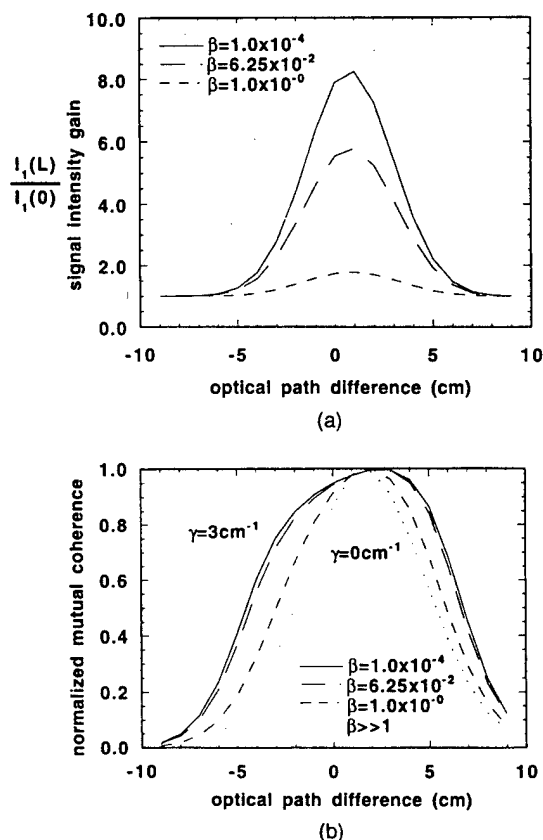 10.0
8.0
6.0
4.0
2.0
0.0
β=1.0x10⁻⁴
β=6.25x10⁻²
β=1.0x10⁻⁰
I₁(L)
I₁(0)
signal intensity gain
-10
-5
0
5
10
optical path difference (cm)
(a)
1.0
0.8
0.6
0.4
0.2
0.0
normalized mutual coherence
γ=3cm⁻¹
γ=0cm⁻¹
β=1.0x10⁻⁴
β=6.25x10⁻²
β=1.0x10⁻⁰
β>>1
-10
-5
0
5
10
optical path difference (cm)
(b)